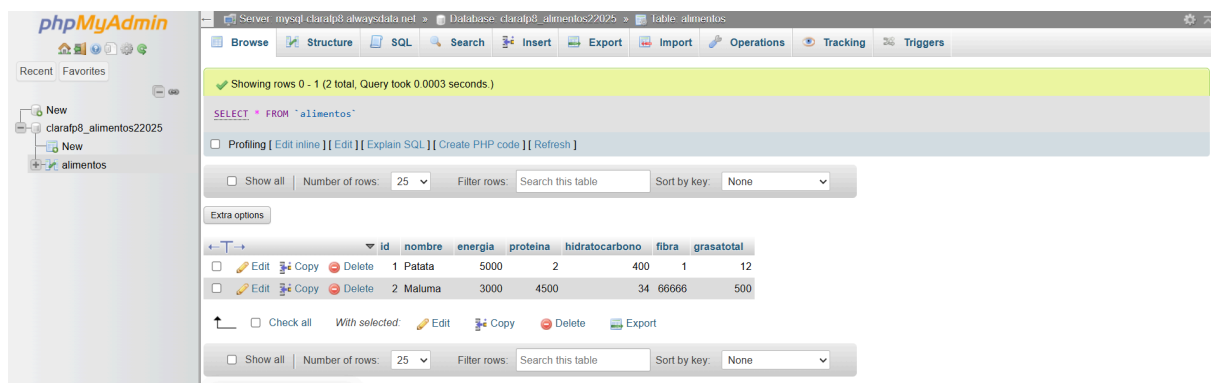 phpMyAdmin
Recent Favorites
New
clarafp8_alimentos22025
New
alimentos
Server: mysql-clarafp8.alwaysdata.net » Database: clarafp8_alimentos22025 » Table: alimentos
Browse Structure SQL Search Insert Export Import Operations Tracking Triggers
Showing rows 0 - 1 (2 total, Query took 0.0003 seconds.)
SELECT * FROM `alimentos`
Profiling [ Edit inline ] [ Edit ] [ Explain SQL ] [ Create PHP code ] [ Refresh ]
Show all | Number of rows: 25 Filter rows: Search this table Sort by key: None
Extra options
←T→ id nombre energia proteina hidratocarbono fibra grasatotal
Edit Copy Delete 1 Patata 5000 2 400 1 12
Edit Copy Delete 2 Maluma 3000 4500 34 66666 500
Check all With selected: Edit Copy Delete Export
Show all | Number of rows: 25 Filter rows: Search this table Sort by key: None